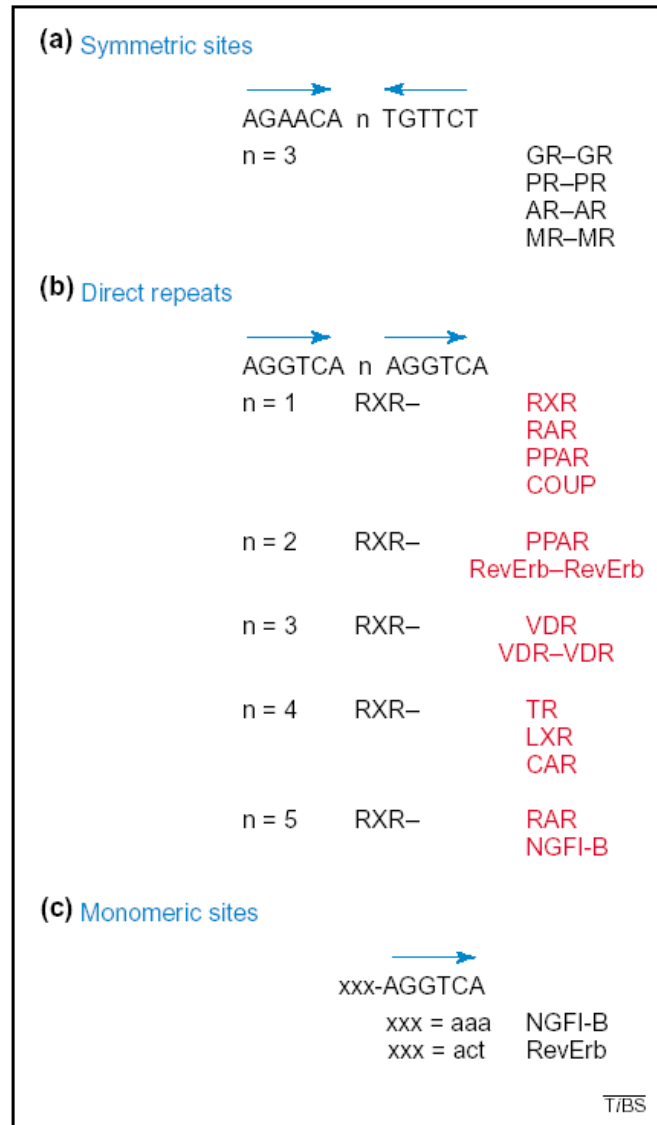 (a) Symmetric sites
AGAACA n TGTTCT
n = 3 GR–GR
PR–PR
AR–AR
MR–MR
(b) Direct repeats
AGGTCA n AGGTCA
n = 1 RXR– RXR
RAR
PPAR
COUP
n = 2 RXR– PPAR
RevErb–RevErb
n = 3 RXR– VDR
VDR–VDR
n = 4 RXR– TR
LXR
CAR
n = 5 RXR– RAR
NGFI-B
(c) Monomeric sites
xxx-AGGTCA
xxx = aaa NGFI-B
xxx = act RevErb
TiBS